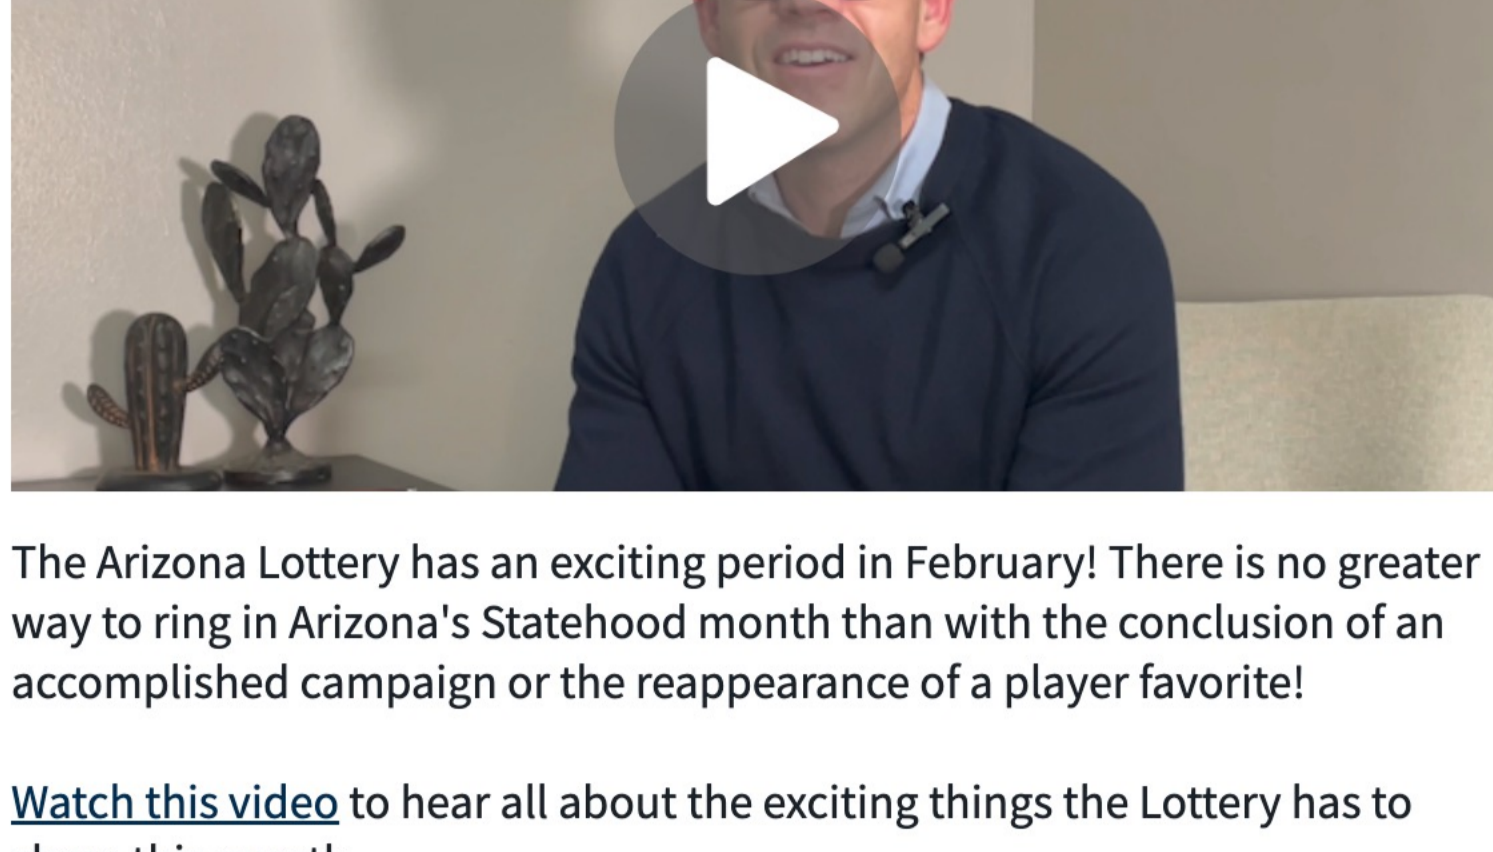 The Arizona Lottery has an exciting period in February! There is no greater
way to ring in Arizona's Statehood month than with the conclusion of an
accomplished campaign or the reappearance of a player favorite!
Watch this video to hear all about the exciting things the Lottery has to